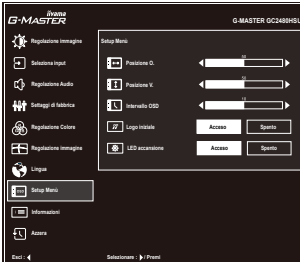 iiyama
G-MASTER
G-MASTER GC2480HSU
Regolazione immagine
Setup Menù
Selezina input
Posizione O.
50
Regolazione Audio
Posizione V.
50
Settaggi di fabbrica
Intervallo OSD
10
Regolazione Colore
Logo iniziale
Acceso
Spento
Regolazione immagine
LED accensione
Acceso
Spento
Lingua
Setup Menù
Informazioni
Azzera
Esci :
Selezionare : / Premi